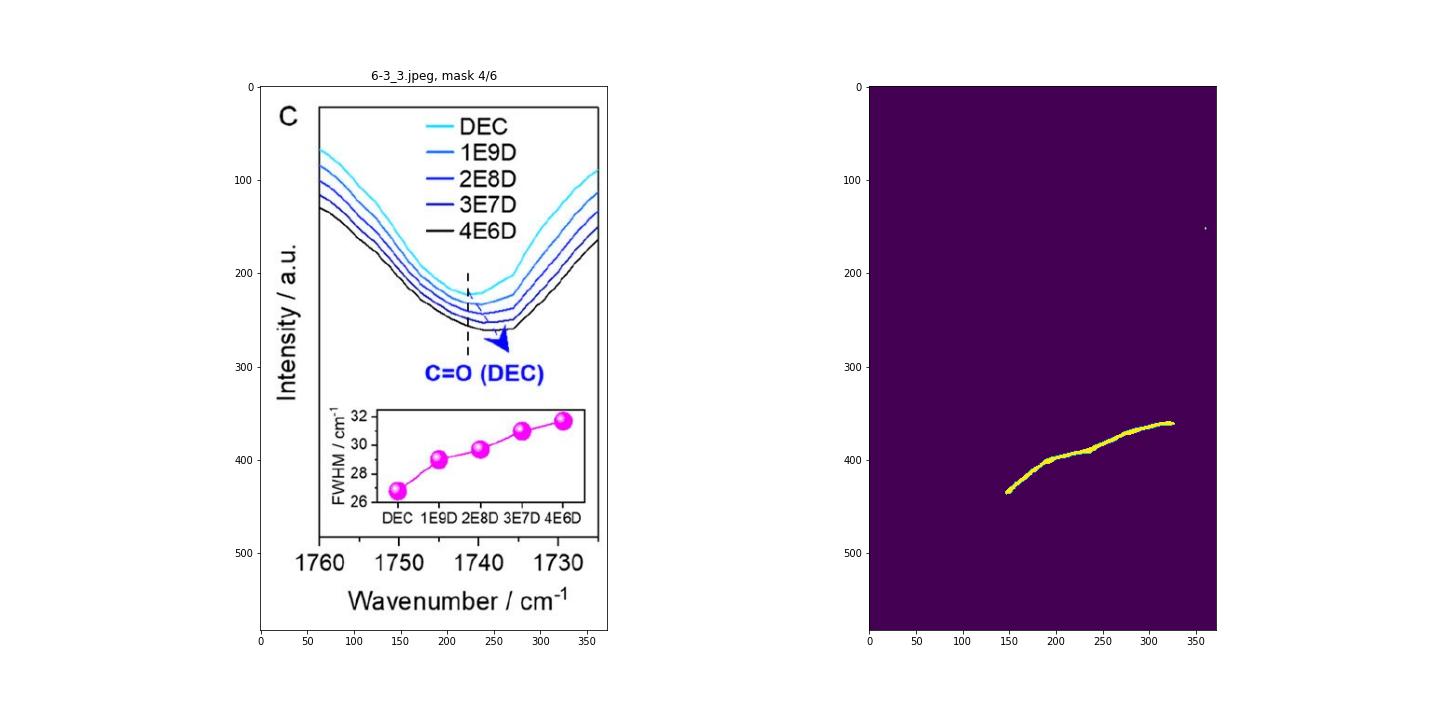 6-3_3.jpeg, mask 4/6
C
DEC
1E9D
2E8D
3E7D
4E6D
Intensity / a.u.
C=O (DEC)
FWHM / cm⁻¹
32
30
28
26
DEC 1E9D 2E8D 3E7D 4E6D
1760 1750 1740 1730
Wavenumber / cm⁻¹
0
100
200
300
400
500
0 50 100 150 200 250 300 350
0
100
200
300
400
500
0 50 100 150 200 250 300 350